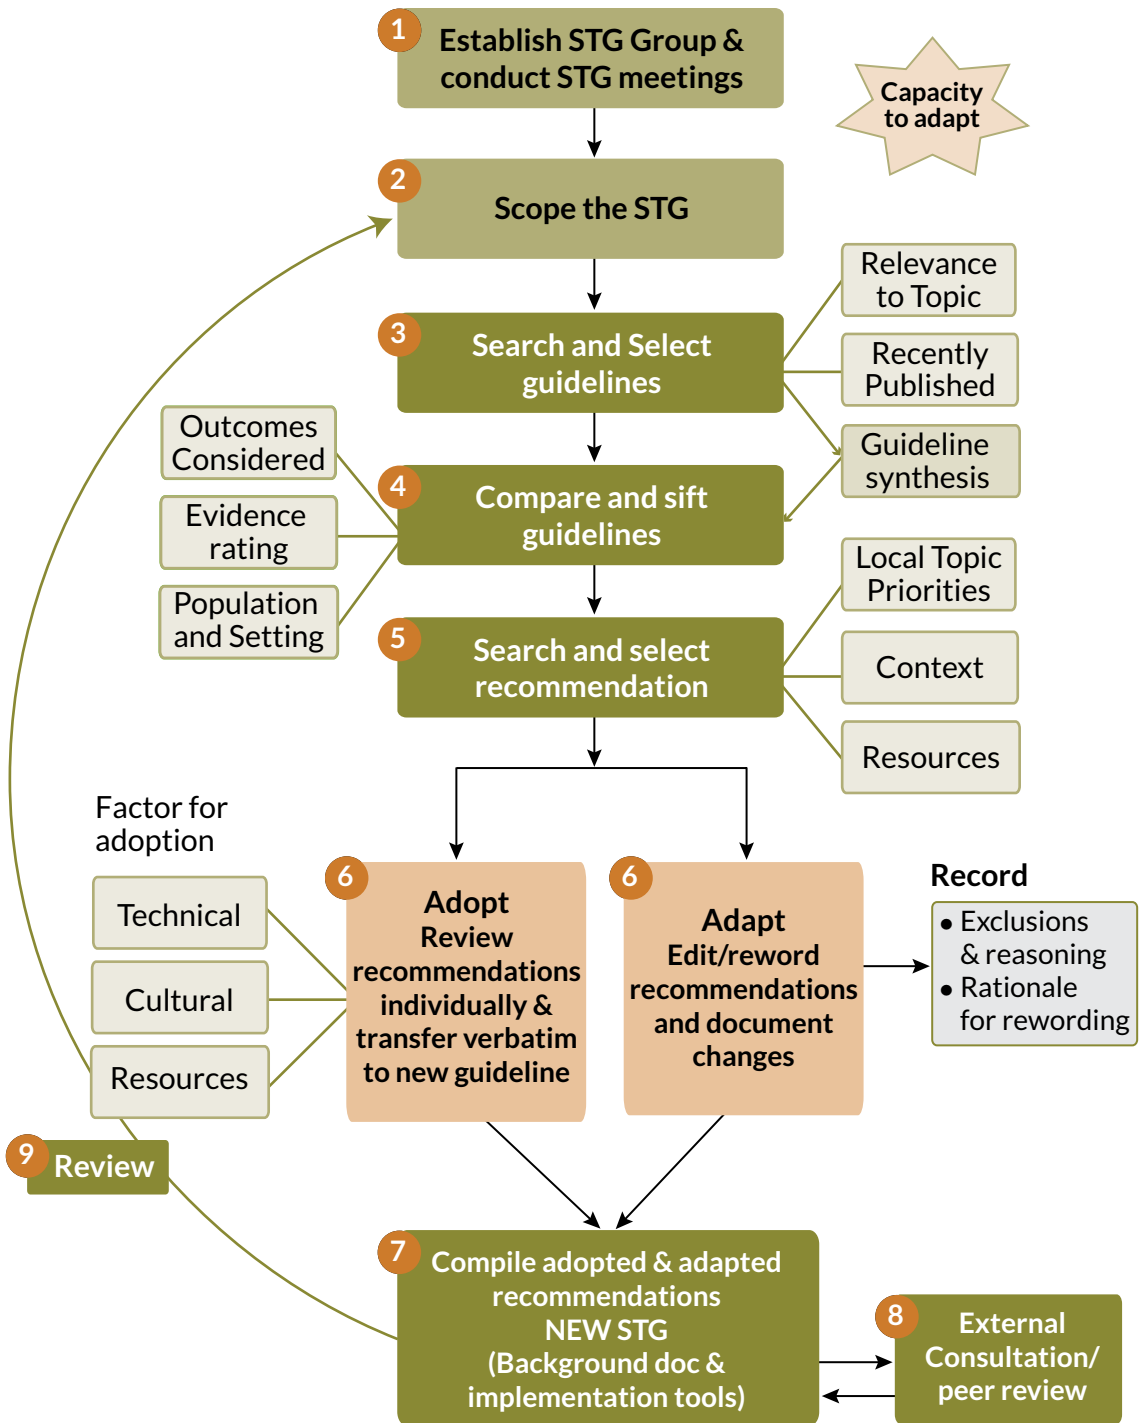 1
Establish STG Group &
conduct STG meetings
Capacity
to adapt
2
Scope the STG
3
Search and Select
guidelines
Relevance
to Topic
Recently
Published
Guideline
synthesis
Outcomes
Considered
Evidence
rating
Population
and Setting
4
Compare and sift
guidelines
5
Search and select
recommendation
Local Topic
Priorities
Context
Resources
Factor for
adoption
Technical
Cultural
Resources
6
Adopt
Review
recommendations
individually &
transfer verbatim
to new guideline
6
Adapt
Edit/reword
recommendations
and document
changes
Record
• Exclusions
& reasoning
• Rationale
for rewording
9
Review
7
Compile adopted & adapted
recommendations
NEW STG
(Background doc &
implementation tools)
8
External
Consultation/
peer review